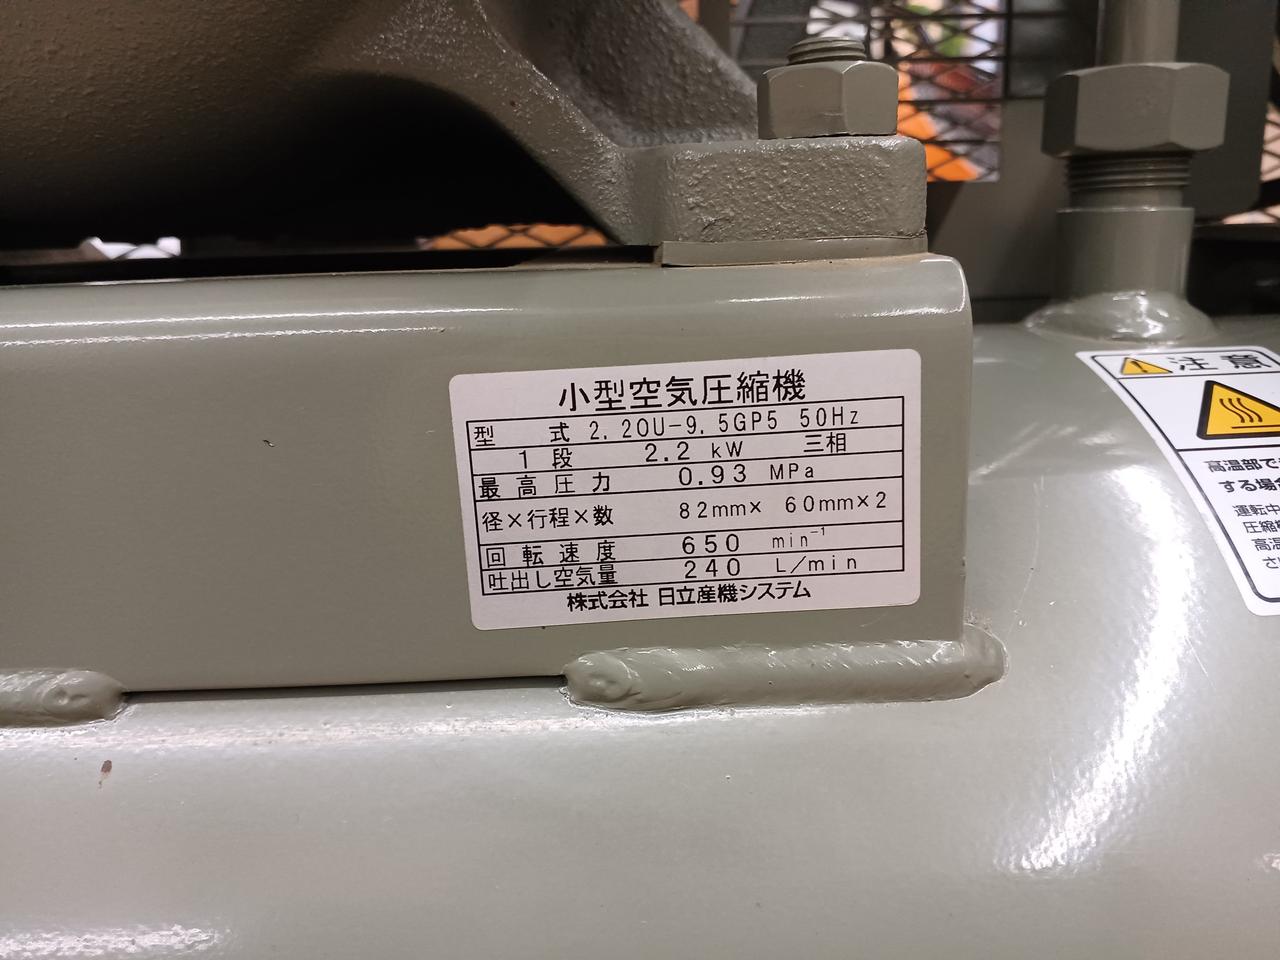 小型空気圧縮機
型 式 2.2OU-9.5GP5 50Hz
1 段 2.2 kW 三相
最高圧力 0.93 MPa
径×行程×数 82mm× 60mm×2
回転速度 650 min⁻¹
吐出し空気量 240 L/min
株式会社 日立産機システム
注意
高温部で
する場合
運転中
圧縮機
高温
さい